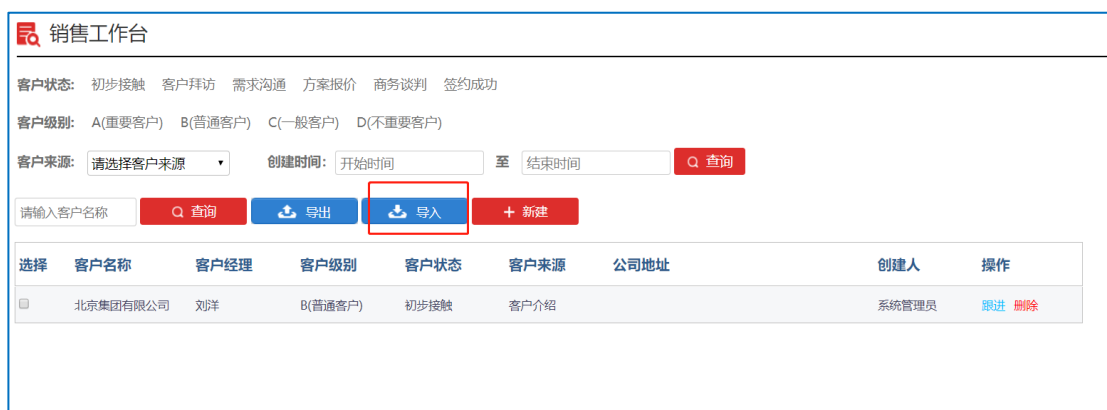 销售工作台
客户状态: 初步接触 客户拜访 需求沟通 方案报价 商务谈判 签约成功
客户级别: A(重要客户) B(普通客户) C(一般客户) D(不重要客户)
客户来源: 请选择客户来源 创建时间: 开始时间 至 结束时间 查询
请输入客户名称 查询 导出 导入 + 新建
选择 客户名称 客户经理 客户级别 客户状态 客户来源 公司地址 创建人 操作
北京集团有限公司 刘洋 B(普通客户) 初步接触 客户介绍 系统管理员 跟进 删除